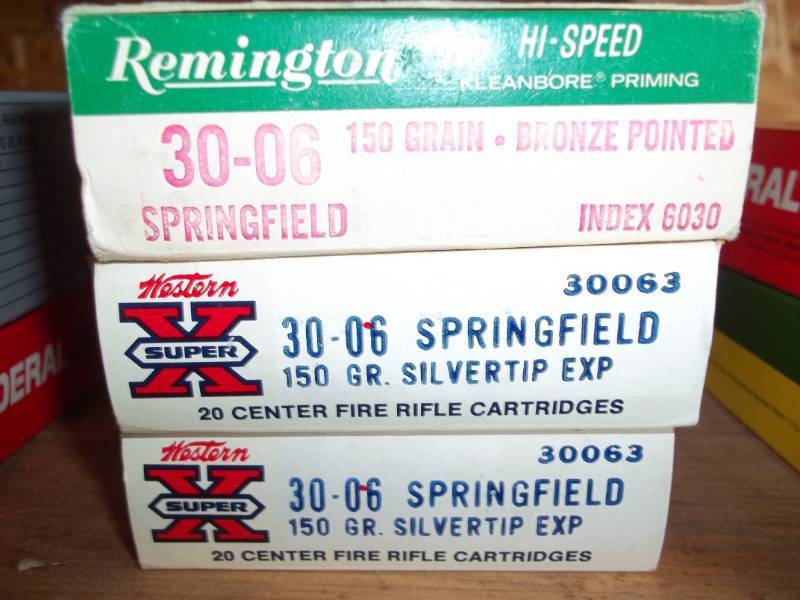 Remington HI-SPEED
KLEANBORE® PRIMING
30-06 150 GRAIN • BRONZE POINTED
SPRINGFIELD INDEX 6030
Western 30063
X SUPER 30-06 SPRINGFIELD
150 GR. SILVERTIP EXP
20 CENTER FIRE RIFLE CARTRIDGES
Western 30063
X SUPER 30-06 SPRINGFIELD
150 GR. SILVERTIP EXP
20 CENTER FIRE RIFLE CARTRIDGES
DERAL
RAL